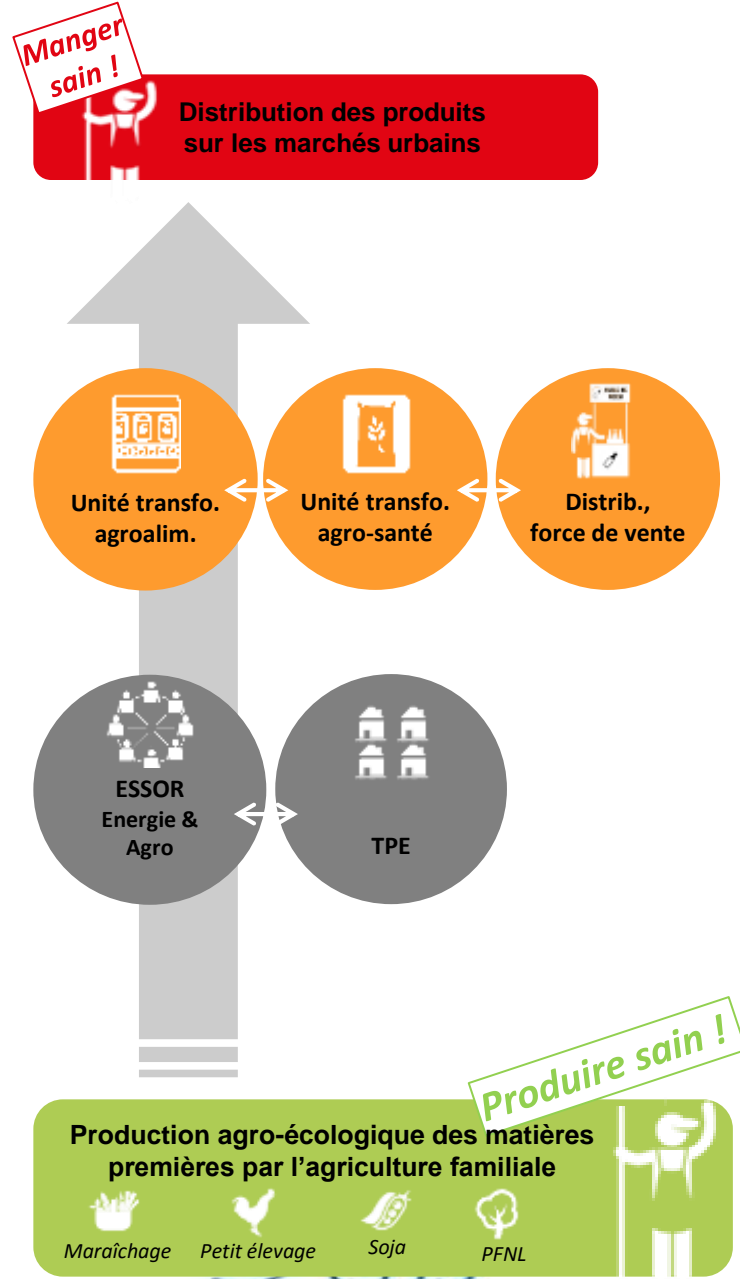 Manger
sain !
Distribution des produits
sur les marchés urbains
Unité transfo.
agroalim.
Unité transfo.
agro-santé
Distrib.,
force de vente
ESSOR
Energie &
Agro
TPE
Produire sain !
Production agro-écologique des matières
premières par l'agriculture familiale
Maraîchage
Petit élevage
Soja
PFNL